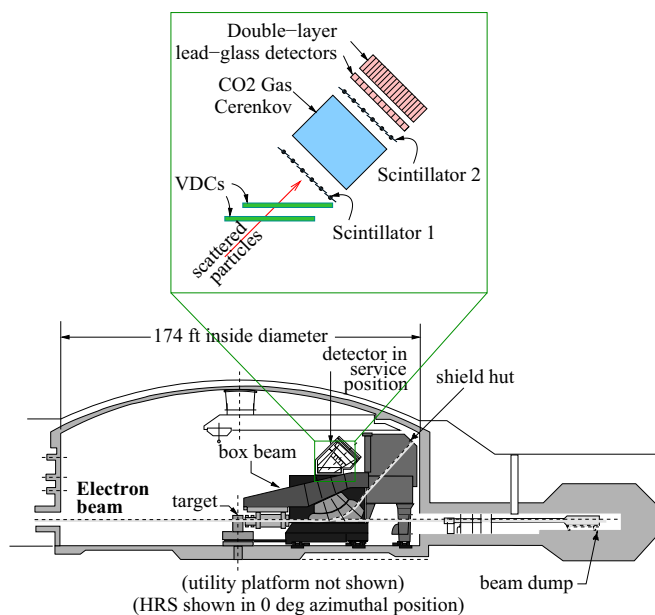 Double−layer
lead−glass detectors
CO2 Gas
Cerenkov
Scintillator 2
VDCs
Scintillator 1
scattered
particles
174 ft inside diameter
detector in
service
position
shield hut
box beam
Electron
beam
target
beam dump
(utility platform not shown)
(HRS shown in 0 deg azimuthal position)